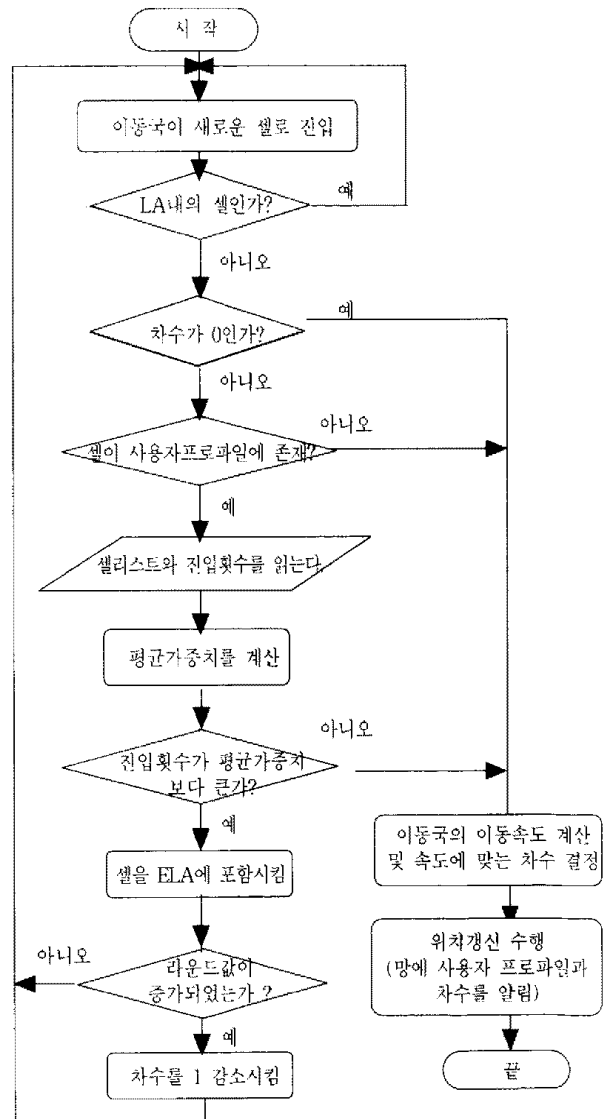 시 작
이동국이 새로운 셀로 진입
예
LA내의 셀인가?
아니오
예
차수가 0인가?
아니오
아니오
셀이 사용자프로파일에 존재?
예
셀리스트와 진입횟수를 읽는다.
평균가중치를 계산
아니오
진입횟수가 평균가중치
보다 큰가?
예
이동국의 이동속도 계산
및 속도에 맞는 차수 결정
셀을 ELA에 포함시킴
위치갱신 수행
(망에 사용자 프로파일과
차수를 알림)
아니오
라운드값이
증가되었는가 ?
예
끝
차수를 1 감소시킴